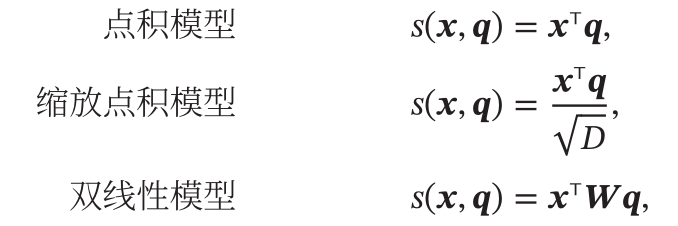 点积模型 s(x, q) = x⊤q,
缩放点积模型 s(x, q) = x⊤q / √D,
双线性模型 s(x, q) = x⊤Wq,